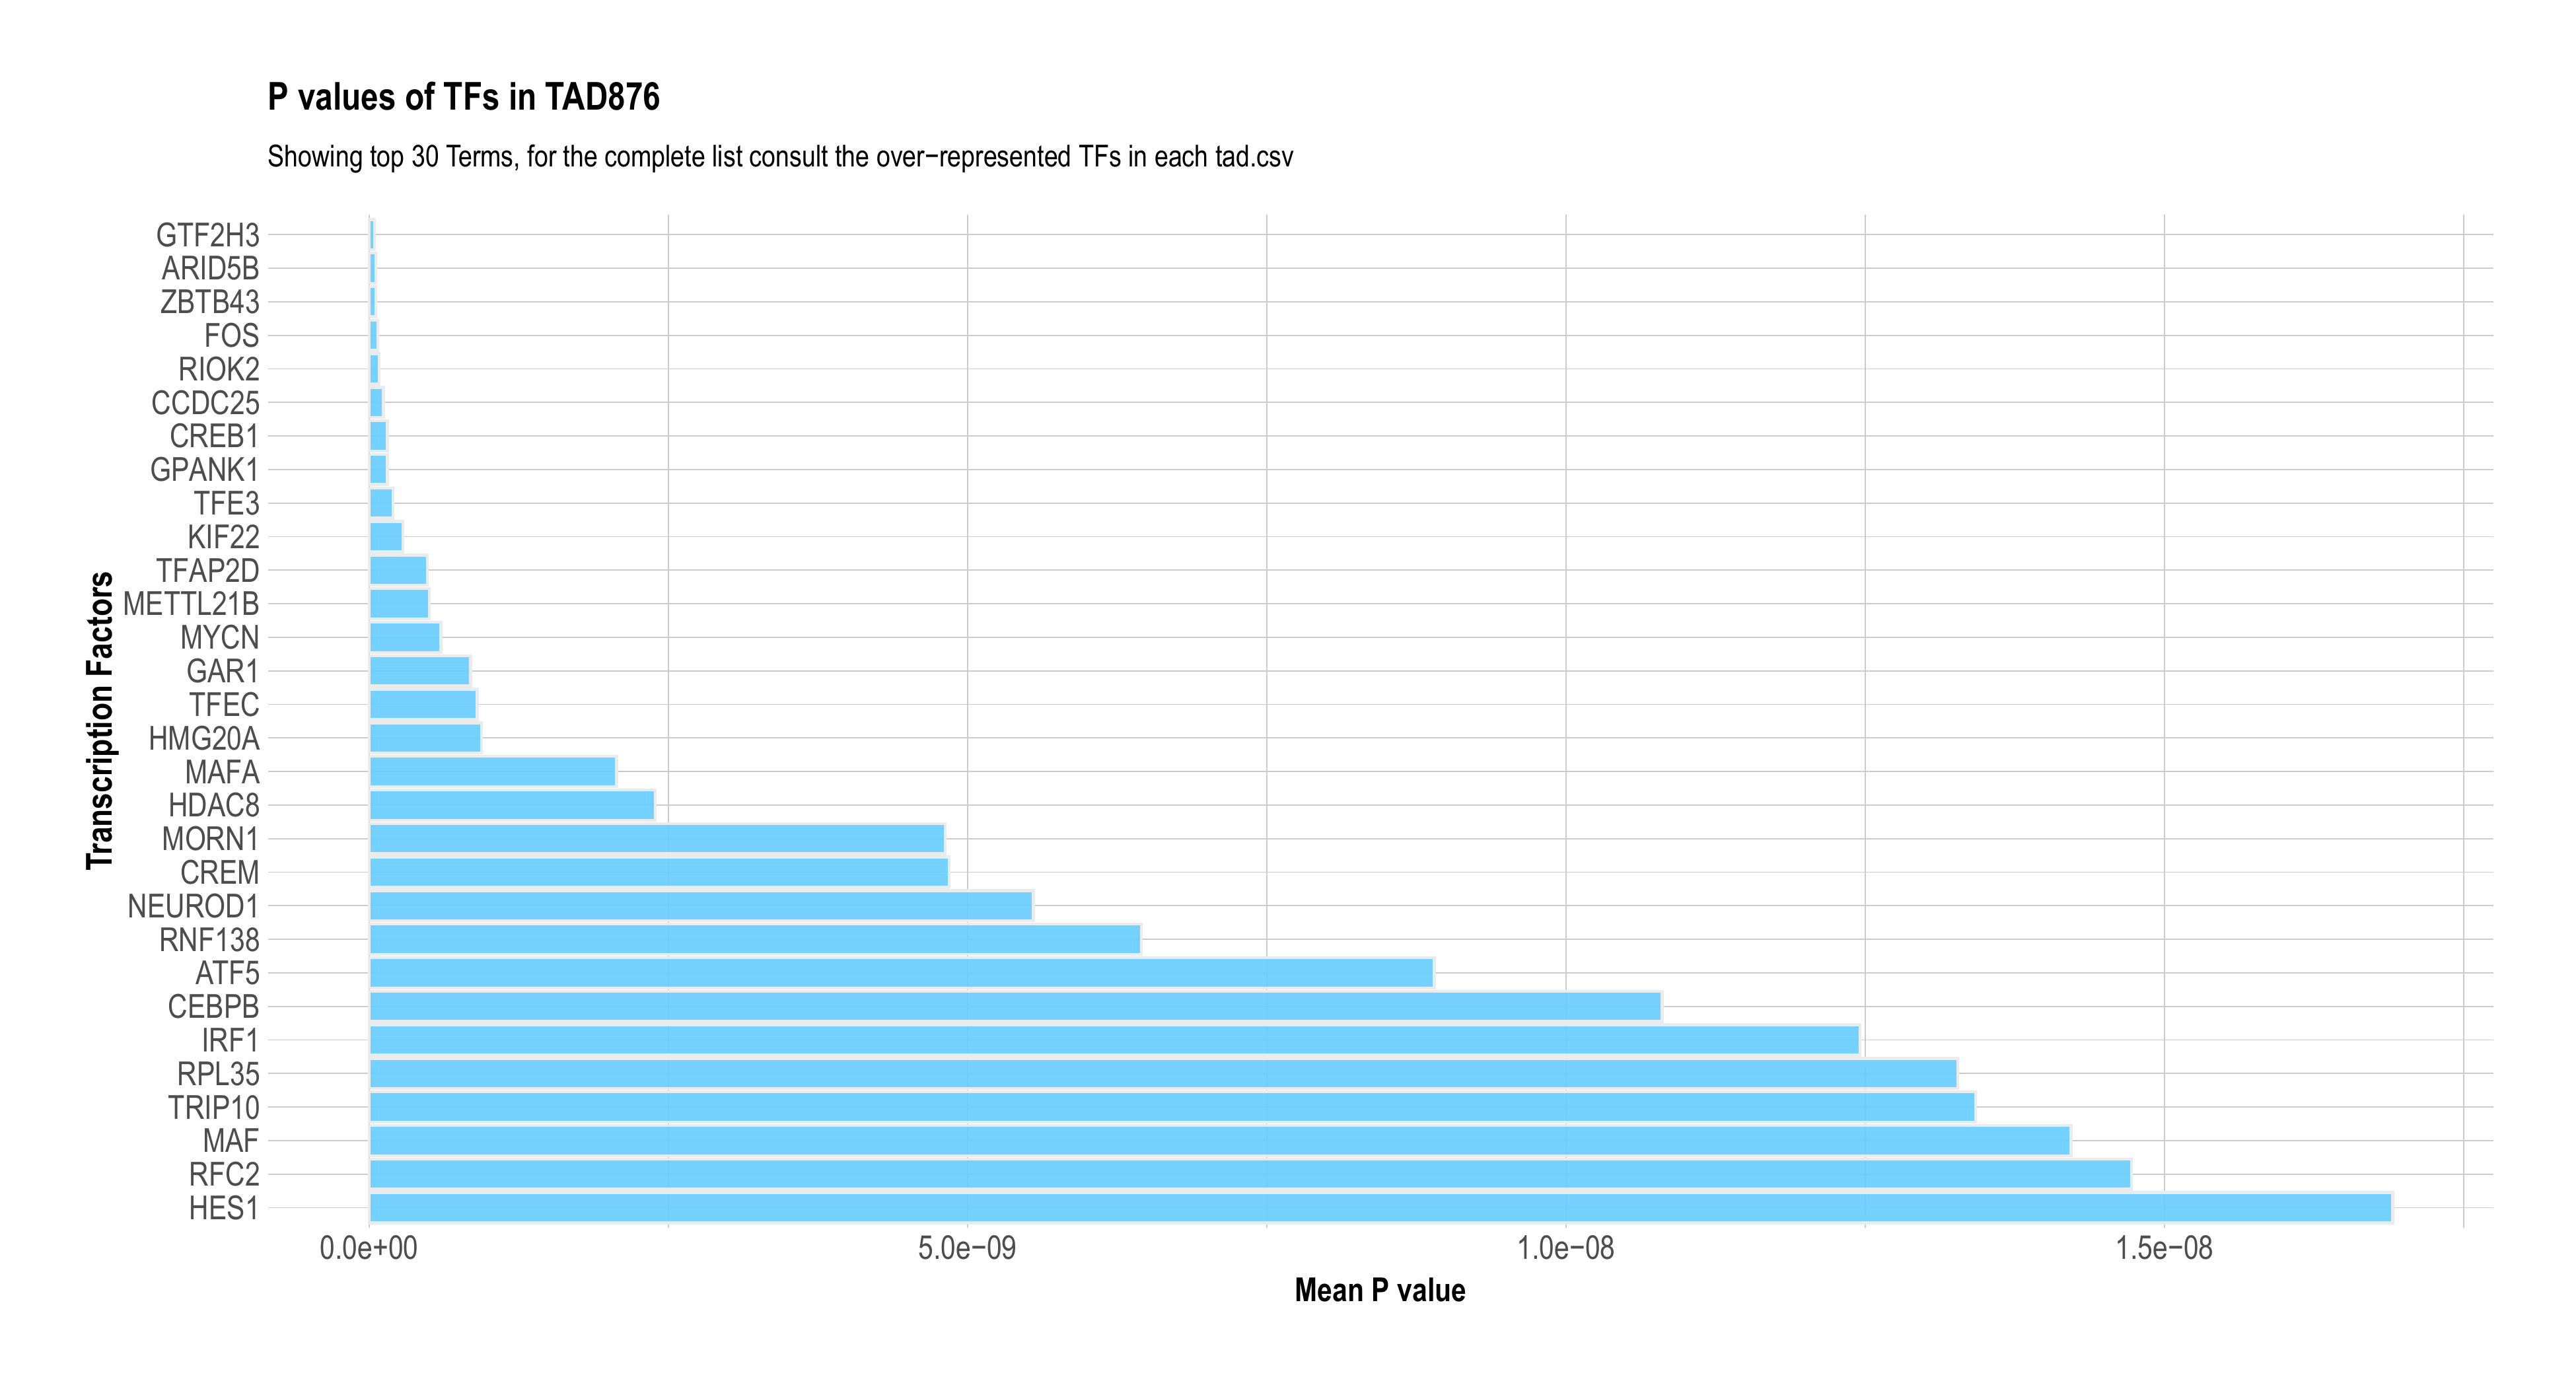 P values of TFs in TAD876
Showing top 30 Terms, for the complete list consult the over−represented TFs in each tad.csv
Transcription Factors
GTF2H3
ARID5B
ZBTB43
FOS
RIOK2
CCDC25
CREB1
GPANK1
TFE3
KIF22
TFAP2D
METTL21B
MYCN
GAR1
TFEC
HMG20A
MAFA
HDAC8
MORN1
CREM
NEUROD1
RNF138
ATF5
CEBPB
IRF1
RPL35
TRIP10
MAF
RFC2
HES1
0.0e+00 5.0e−09 1.0e−08 1.5e−08
Mean P value